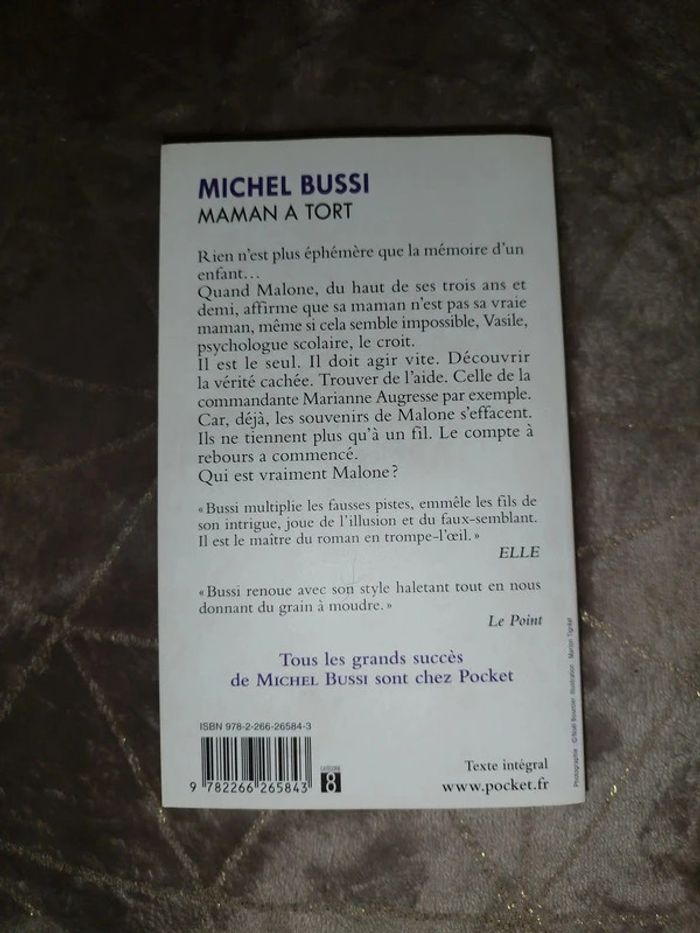 MICHEL BUSSI
MAMAN A TORT
Rien n'est plus éphémère que la mémoire d'un
enfant…
Quand Malone, du haut de ses trois ans et
demi, affirme que sa maman n'est pas sa vraie
maman, même si cela semble impossible, Vasile,
psychologue scolaire, le croit.
Il est le seul. Il doit agir vite. Découvrir
la vérité cachée. Trouver de l'aide. Celle de la
commandante Marianne Augresse par exemple.
Car, déjà, les souvenirs de Malone s'effacent.
Ils ne tiennent plus qu'à un fil. Le compte à
rebours a commencé.
Qui est vraiment Malone ?
« Bussi multiplie les fausses pistes, emmêle les fils de
son intrigue, joue de l'illusion et du faux-semblant.
Il est le maître du roman en trompe-l'œil. »
ELLE
« Bussi renoue avec son style haletant tout en nous
donnant du grain à moudre. »
Le Point
Tous les grands succès
de MICHEL BUSSI sont chez Pocket
ISBN 978-2-266-26584-3
9 782266 265843
CATÉGORIE
8
Texte intégral
www.pocket.fr
Photographie : © Noël Bourcier Illustration : Marion Tigréat